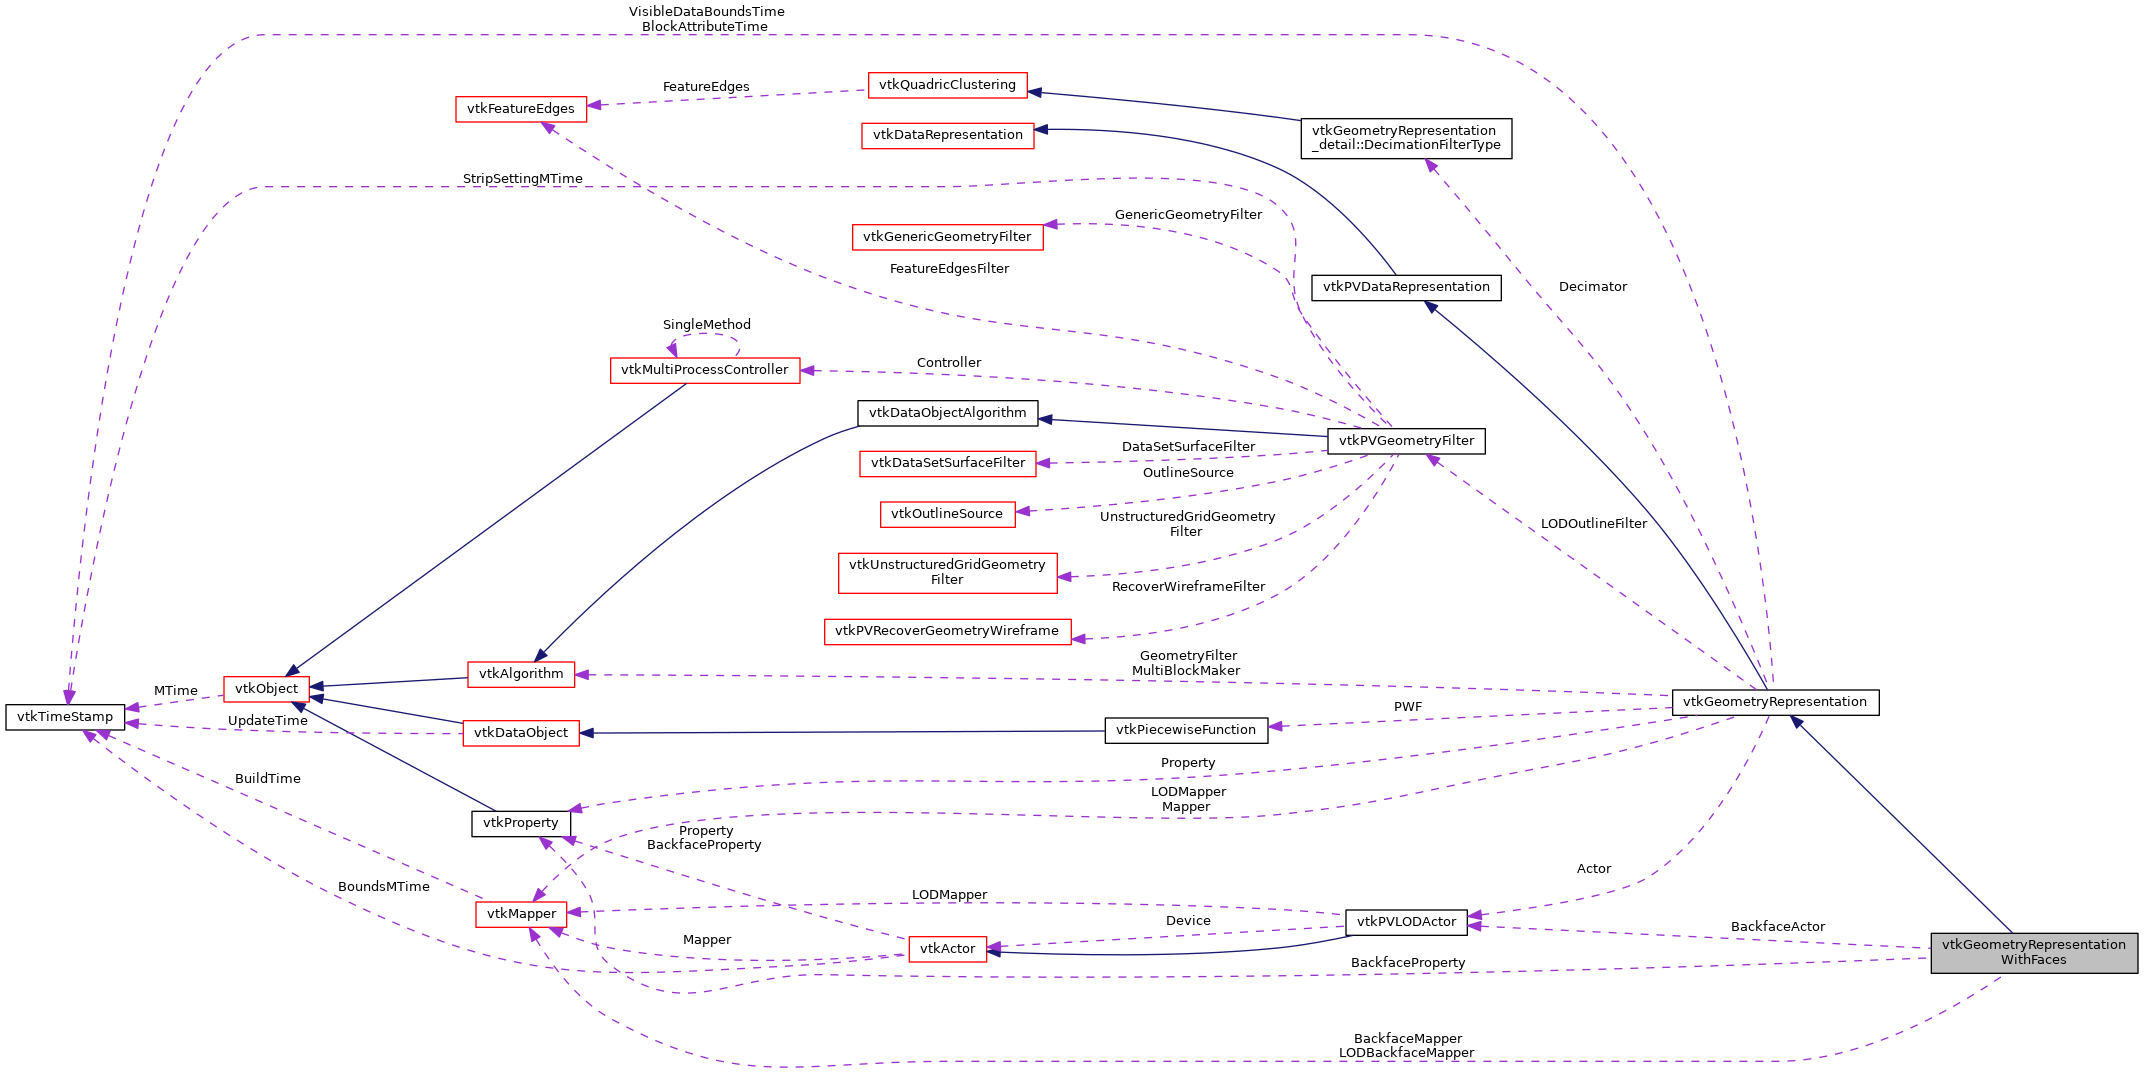 VisibleDataBoundsTime
BlockAttributeTime
FeatureEdges
vtkQuadricClustering
vtkFeatureEdges
vtkDataRepresentation
vtkGeometryRepresentation
_detail::DecimationFilterType
StripSettingMTime
GenericGeometryFilter
vtkGenericGeometryFilter
FeatureEdgesFilter
vtkPVDataRepresentation
Decimator
SingleMethod
vtkMultiProcessController
Controller
vtkDataObjectAlgorithm
vtkPVGeometryFilter
DataSetSurfaceFilter
vtkDataSetSurfaceFilter
OutlineSource
vtkOutlineSource
UnstructuredGridGeometry
Filter
LODOutlineFilter
vtkUnstructuredGridGeometry
Filter
RecoverWireframeFilter
vtkPVRecoverGeometryWireframe
GeometryFilter
MultiBlockMaker
vtkAlgorithm
vtkObject
MTime
vtkTimeStamp
vtkGeometryRepresentation
PWF
UpdateTime
vtkDataObject
vtkPiecewiseFunction
Property
BuildTime
LODMapper
Mapper
vtkProperty
Property
BackfaceProperty
Actor
BoundsMTime
LODMapper
vtkMapper
Device
vtkPVLODActor
BackfaceActor
Mapper
vtkActor
vtkGeometryRepresentation
WithFaces
BackfaceProperty
BackfaceMapper
LODBackfaceMapper